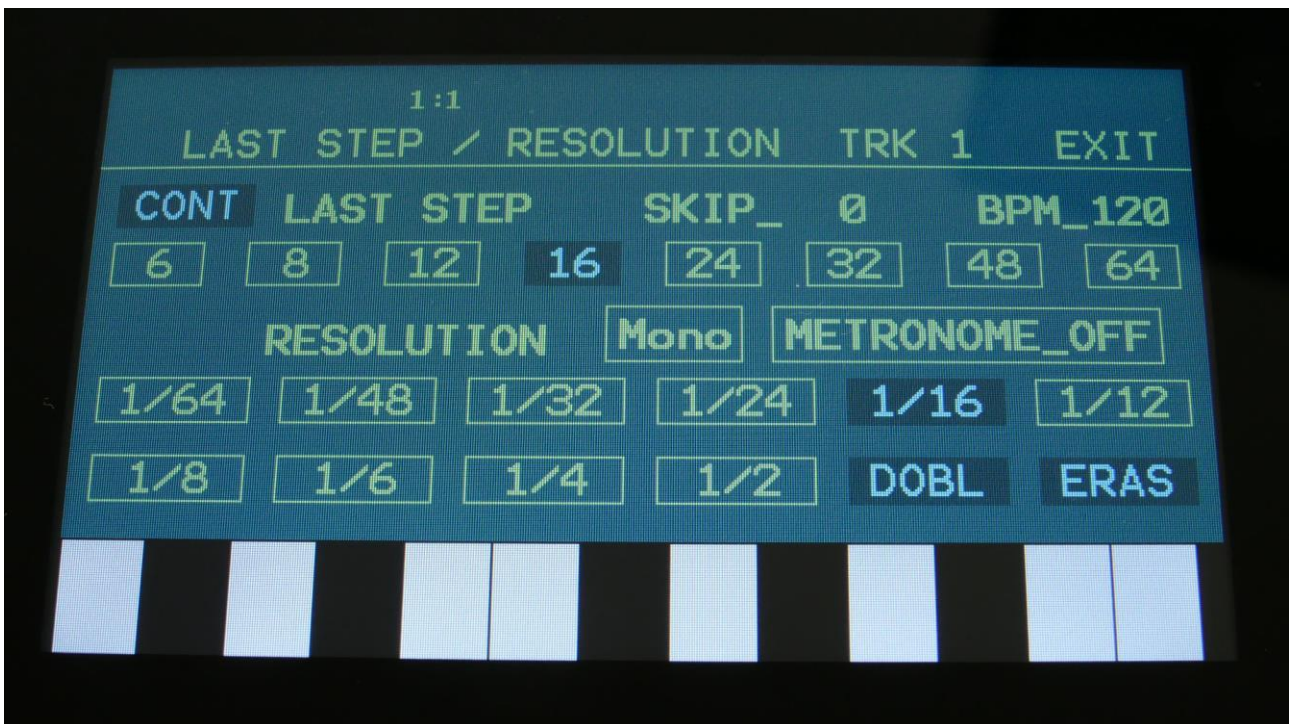 1:1
LAST STEP / RESOLUTION TRK 1 EXIT
CONT LAST STEP SKIP_ 0 BPM_120
6 8 12 16 24 32 48 64
RESOLUTION Mono METRONOME_OFF
1/64 1/48 1/32 1/24 1/16 1/12
1/8 1/6 1/4 1/2 DOBL ERAS